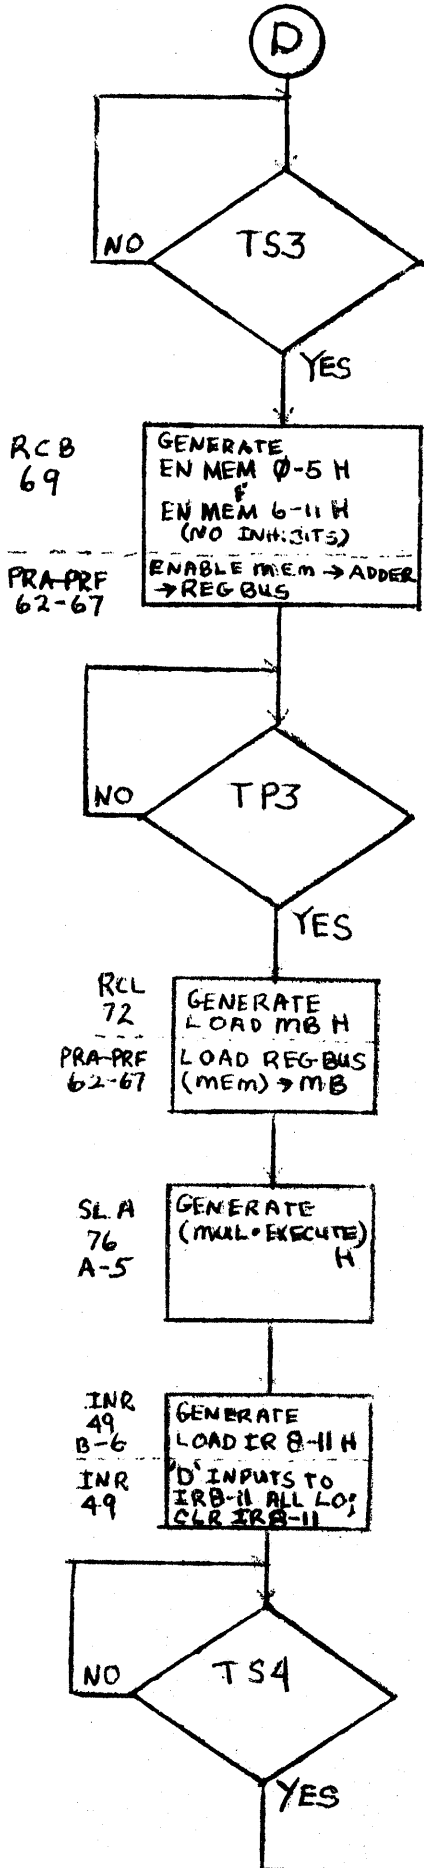 D
TS3
NO
YES
RCB
69
GENERATE
EN MEM 0-5 H
&
EN MEM 6-11 H
(NO INHIBITS)
PRA-PRF
62-67
ENABLE MEM → ADDER
→ REG BUS
TP3
NO
YES
RCL
72
GENERATE
LOAD MB H
PRA-PRF
62-67
LOAD REG BUS
(MEM) → MB
SLA
76
A-5
GENERATE
(MUL • EXECUTE)
H
INR
49
B-6
GENERATE
LOAD IR 8-11 H
INR
49
'D' INPUTS TO
IR8-11 ALL LO;
CLR IR8-11
TS4
NO
YES